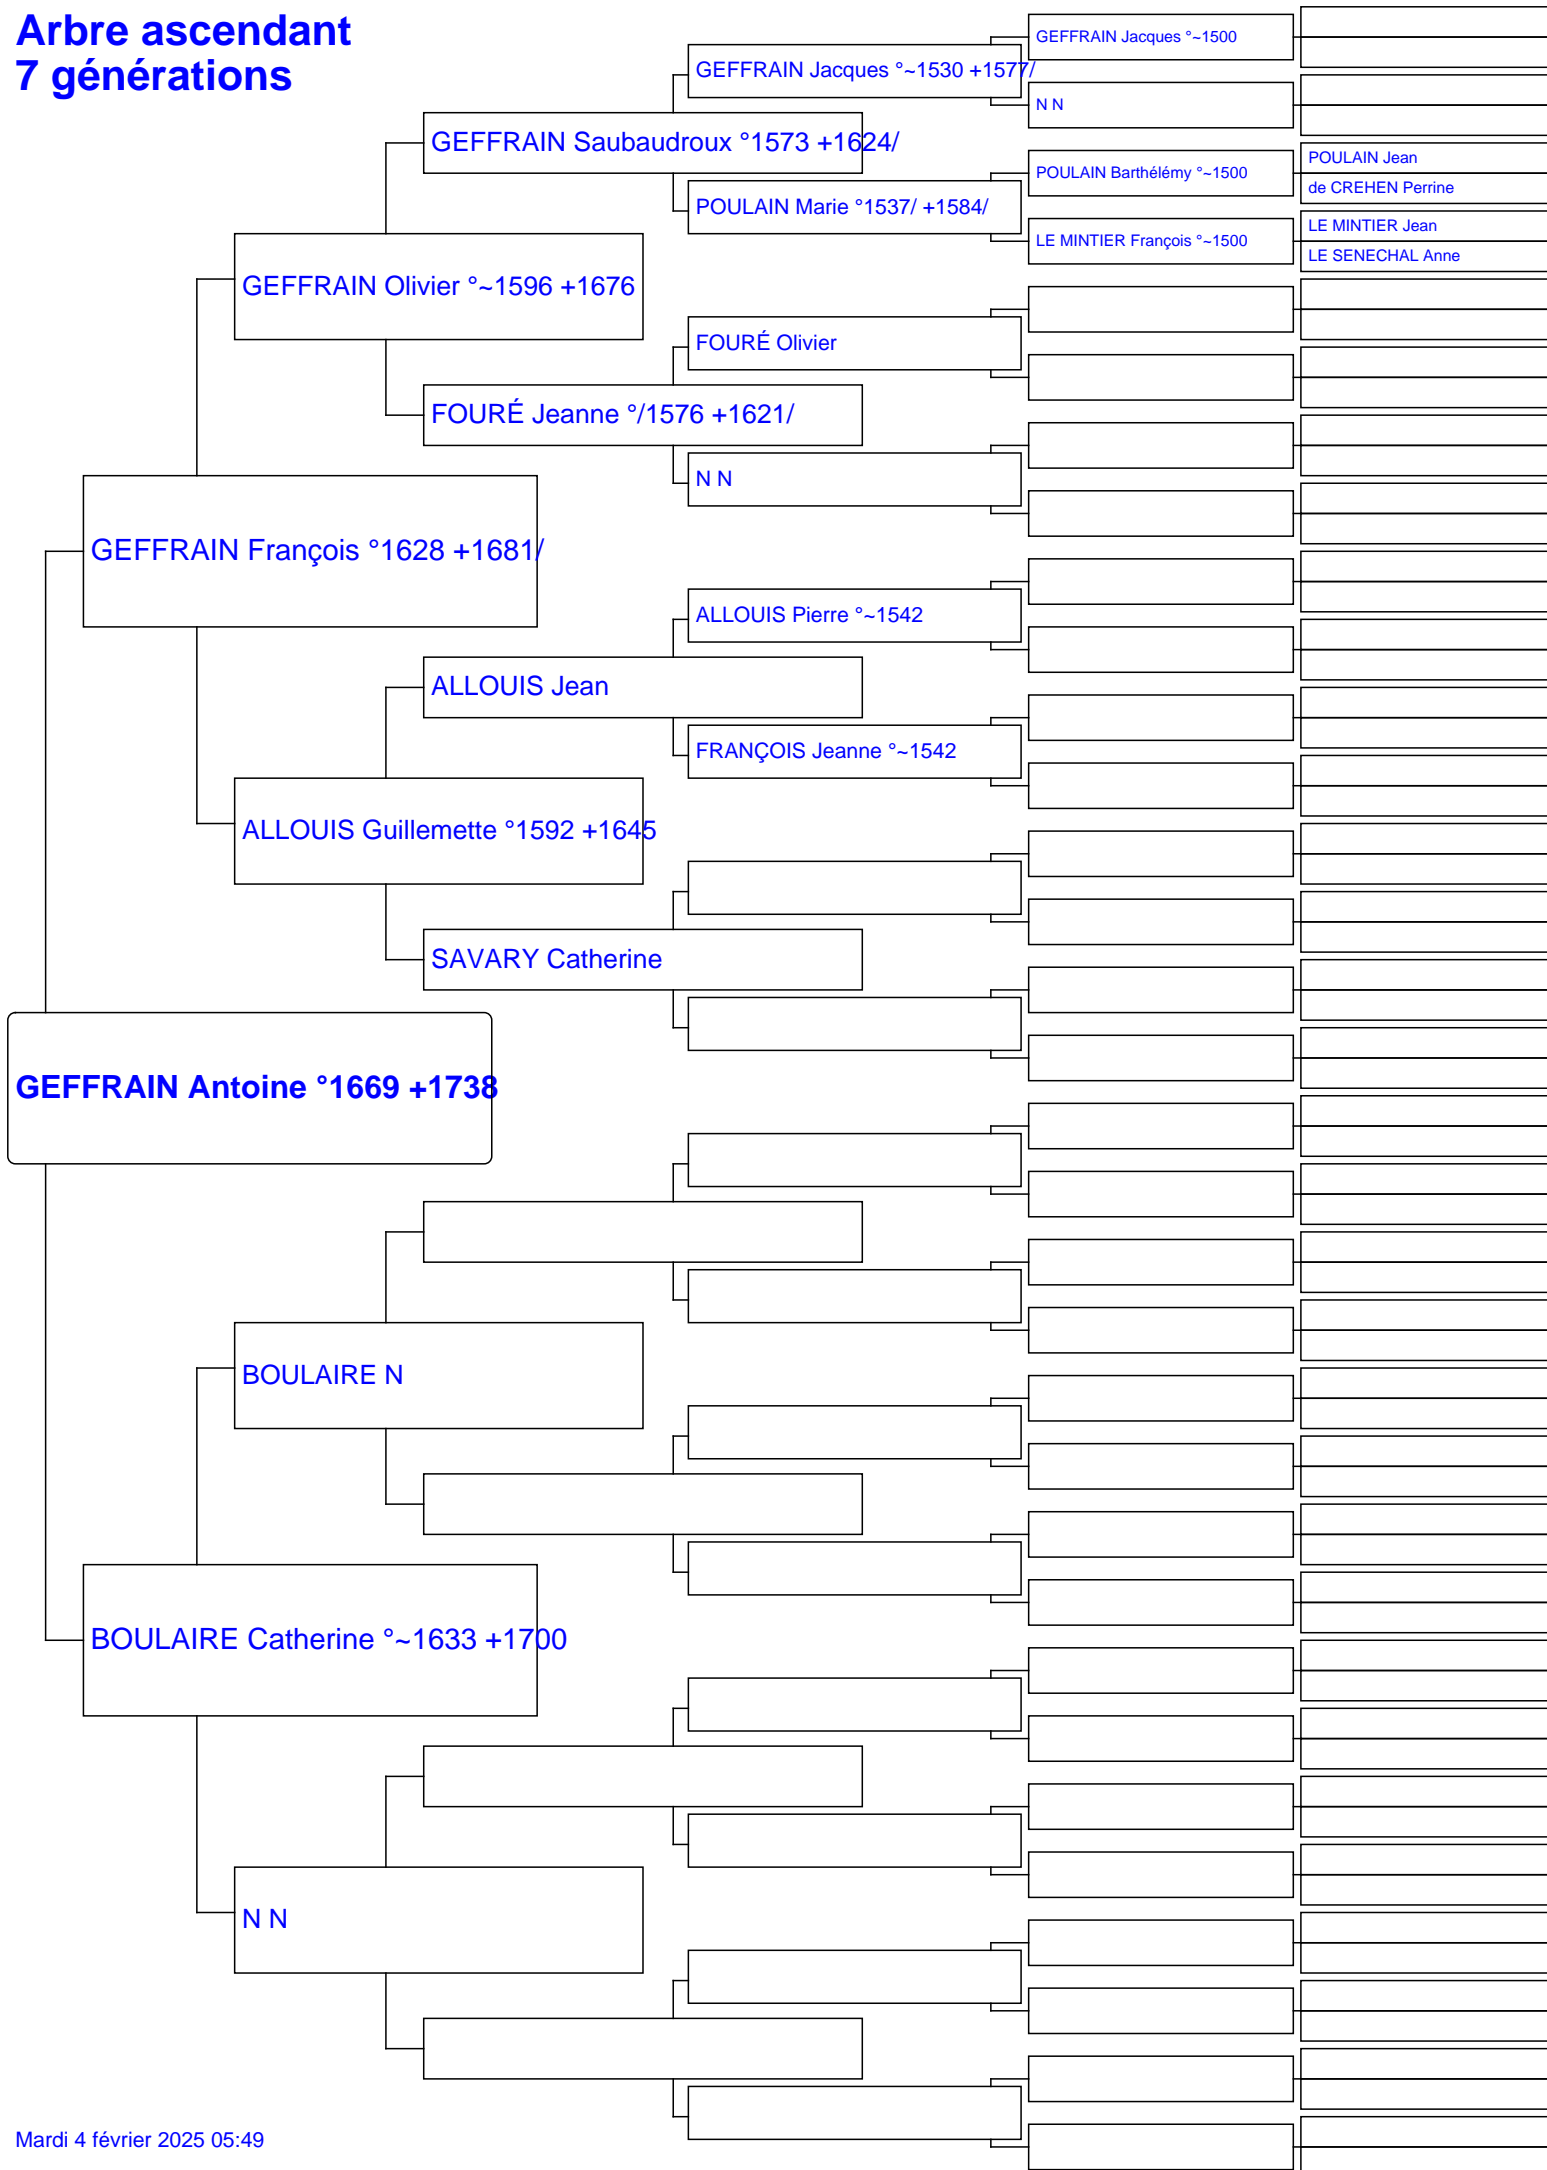 Arbre ascendant
7 générations
GEFFRAIN Jacques °~1500
GEFFRAIN Jacques °~1530 +1577/
N N
GEFFRAIN Saubaudroux °1573 +1624/
POULAIN Jean
POULAIN Barthélémy °~1500
de CREHEN Perrine
POULAIN Marie °1537/ +1584/
LE MINTIER Jean
LE MINTIER François °~1500
LE SENECHAL Anne
GEFFRAIN Olivier °~1596 +1676
FOURÉ Olivier
FOURÉ Jeanne °/1576 +1621/
N N
GEFFRAIN François °1628 +1681/
ALLOUIS Pierre °~1542
ALLOUIS Jean
FRANÇOIS Jeanne °~1542
ALLOUIS Guillemette °1592 +1645
SAVARY Catherine
GEFFRAIN Antoine °1669 +1738
BOULAIRE N
BOULAIRE Catherine °~1633 +1700
N N
Mardi 4 février 2025 05:49